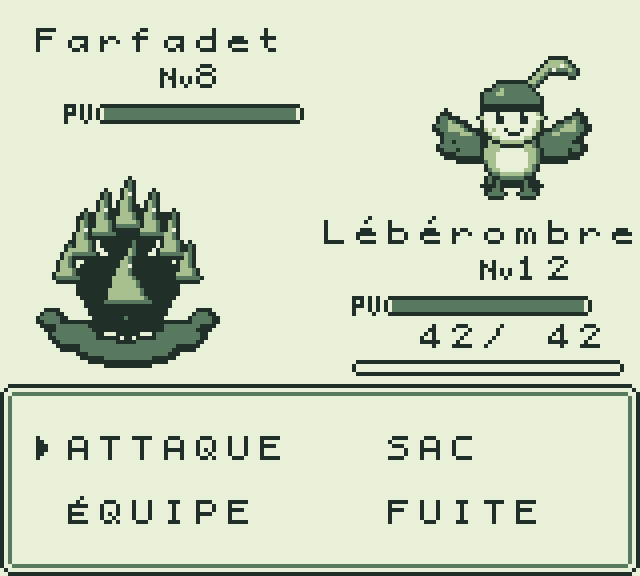 Farfadet
Nv8
PV
Lébérombre
Nv12
PV
42/ 42
ATTAQUE SAC
ÉQUIPE FUITE